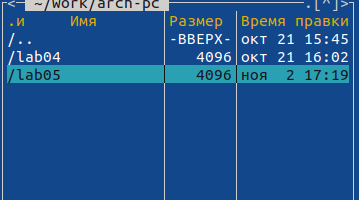 <— ~/work/arch-pc —.[^]>
.и Имя Размер Время правки
/.. -ВВЕРХ- окт 21 15:45
/lab04 4096 окт 21 16:02
/lab05 4096 ноя 2 17:19